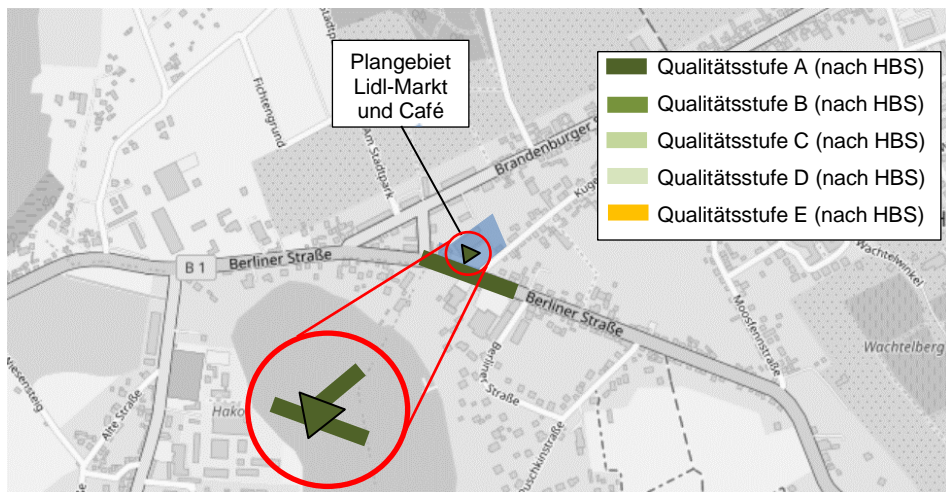 Plangebiet
Lidl-Markt
und Café
Qualitätsstufe A (nach HBS)
Qualitätsstufe B (nach HBS)
Qualitätsstufe C (nach HBS)
Qualitätsstufe D (nach HBS)
Qualitätsstufe E (nach HBS)
Fichtengrund
Am Stadtpark
Brandenburger
B 1
Berliner Straße
Berliner Straße
Berliner Straße
Puschkinstraße
Moosfennstraße
Wachtelwinkel
Wachtelberg
Wiesensteig
Alte Straße
Hako